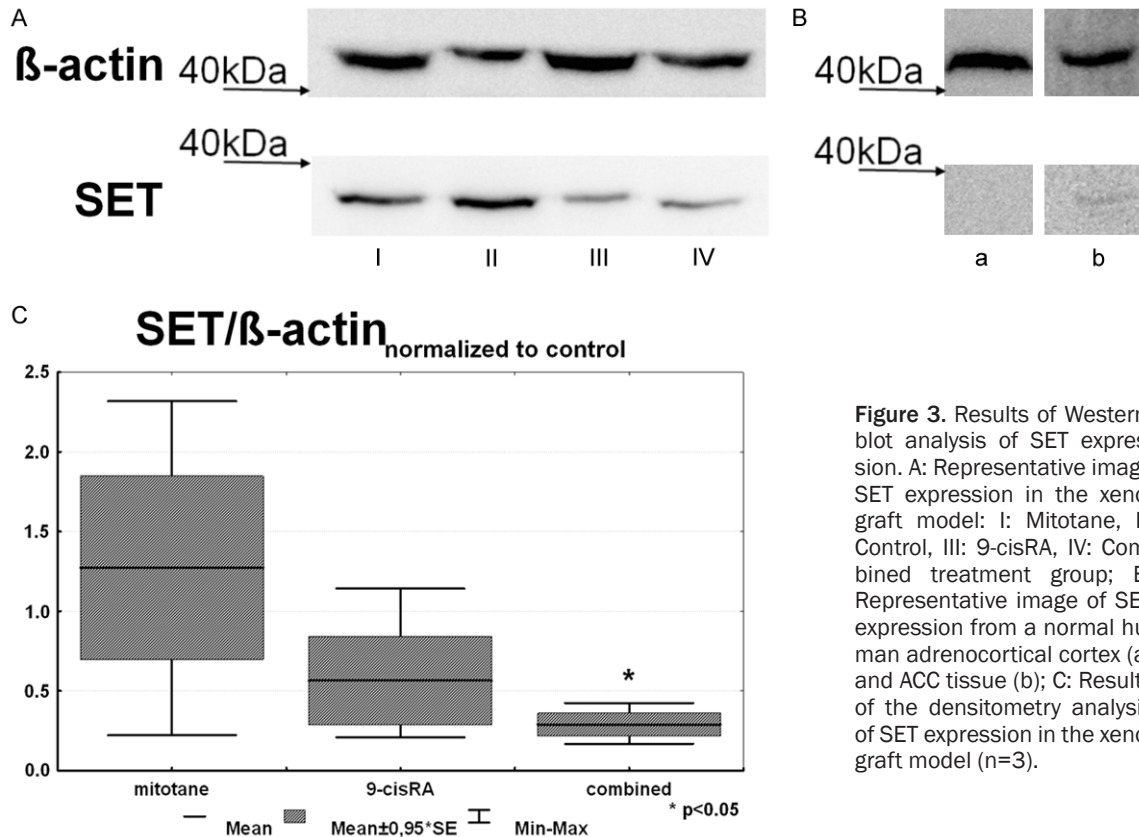 A
B
ß-actin
40kDa
40kDa
40kDa
40kDa
SET
I II III IV
a b
C
SET/ß-actin normalized to control
2.5
2.0
1.5
1.0
0.5
0.0
*
mitotane 9-cisRA combined
* p<0.05
Mean Mean±0,95*SE Min-Max
Figure 3. Results of Western
blot analysis of SET expres
sion. A: Representative imag
SET expression in the xeno
graft model: I: Mitotane, I
Control, III: 9-cisRA, IV: Com
bined treatment group; B
Representative image of SE
expression from a normal hu
man adrenocortical cortex (a
and ACC tissue (b); C: Result
of the densitometry analysi
of SET expression in the xeno
graft model (n=3).